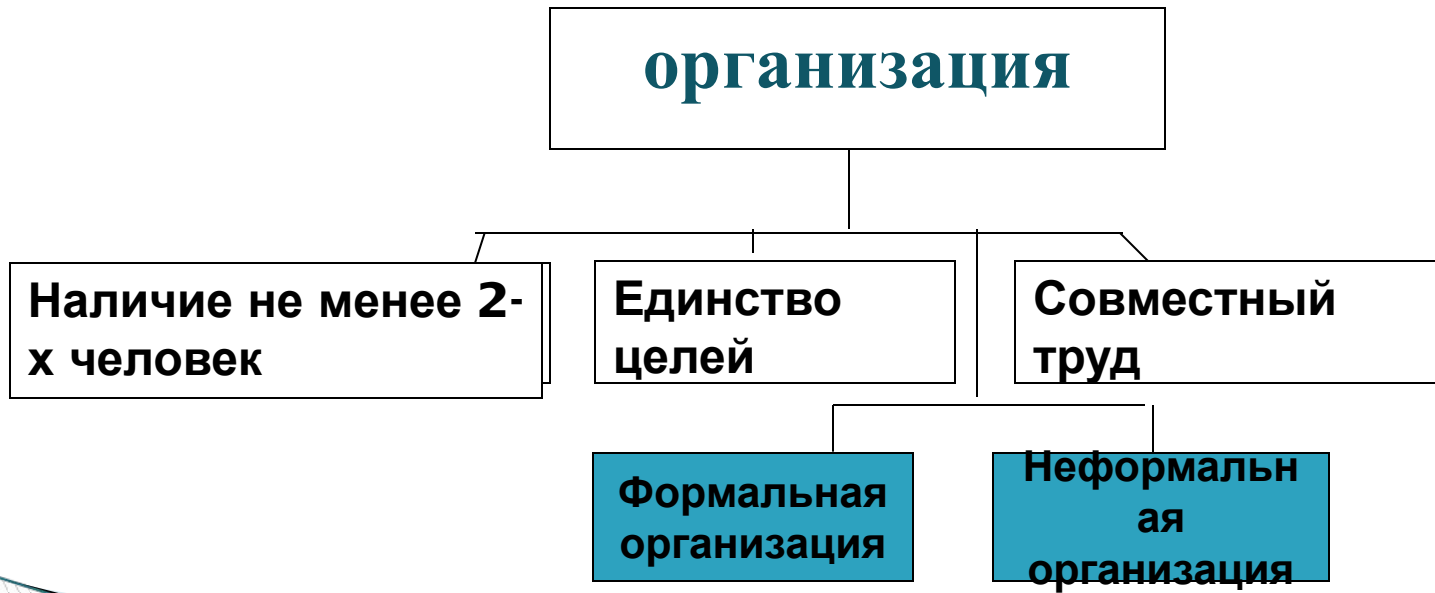 организация
Наличие не менее 2-
х человек
Единство
целей
Совместный
труд
Формальная
организация
Неформальн
ая
организация